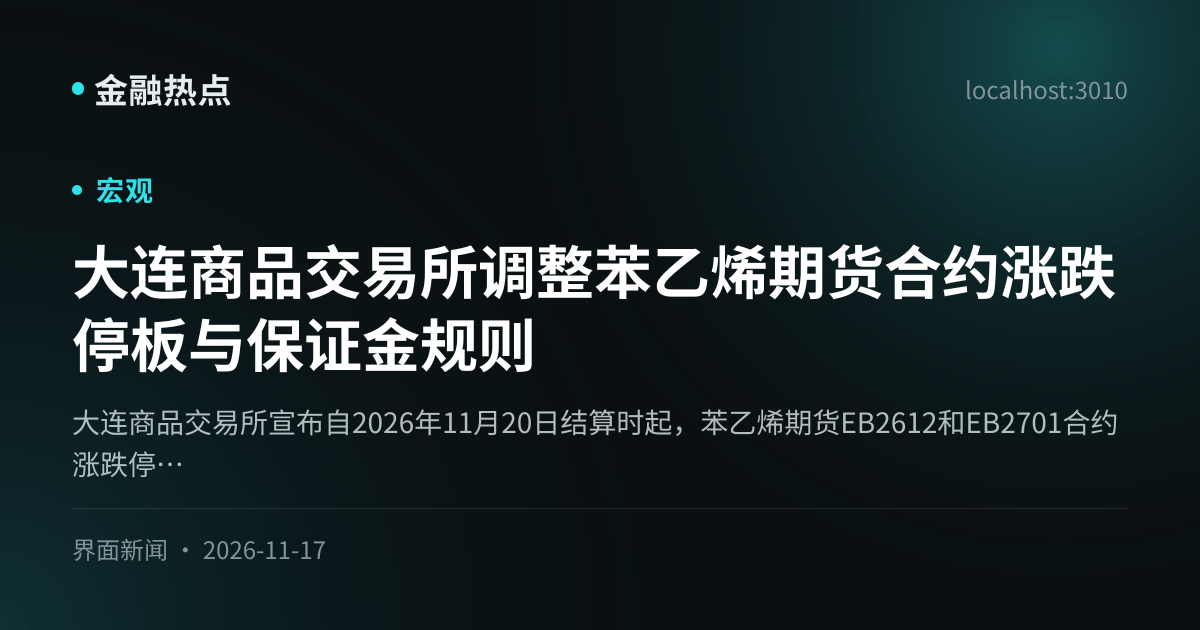 金融热点
localhost:3010
宏观
大连商品交易所调整苯乙烯期货合约涨跌
停板与保证金规则
大连商品交易所宣布自2026年11月20日结算时起，苯乙烯期货EB2612和EB2701合约
涨跌停…
界面新闻 • 2026-11-17